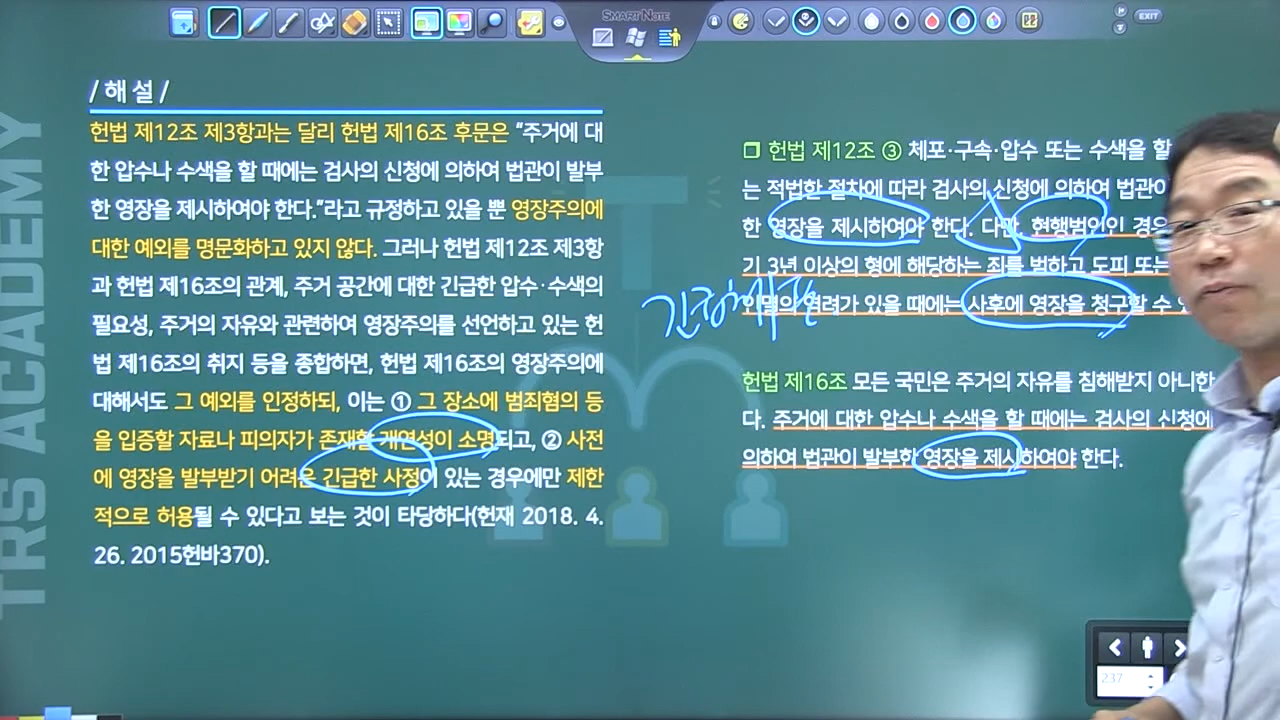 SMART NOTE
EXIT
/ 해 설 /
헌법 제12조 제3항과는 달리 헌법 제16조 후문은 “주거에 대
한 압수나 수색을 할 때에는 검사의 신청에 의하여 법관이 발부
한 영장을 제시하여야 한다.”라고 규정하고 있을 뿐 영장주의에
대한 예외를 명문화하고 있지 않다. 그러나 헌법 제12조 제3항
과 헌법 제16조의 관계, 주거 공간에 대한 긴급한 압수·수색의
필요성, 주거의 자유와 관련하여 영장주의를 선언하고 있는 헌
법 제16조의 취지 등을 종합하면, 헌법 제16조의 영장주의에
대해서도 그 예외를 인정하되, 이는 ① 그 장소에 범죄혐의 등
을 입증할 자료나 피의자가 존재할 개연성이 소명되고, ② 사전
에 영장을 발부받기 어려운 긴급한 사정이 있는 경우에만 제한
적으로 허용될 수 있다고 보는 것이 타당하다(헌재 2018. 4.
26. 2015헌바370).
❒ 헌법 제12조 ③ 체포·구속·압수 또는 수색을 할
는 적법한 절차에 따라 검사의 신청에 의하여 법관이
한 영장을 제시하여야 한다. 다만, 현행범인인 경우
기 3년 이상의 형에 해당하는 죄를 범하고 도피 또는
인멸의 염려가 있을 때에는 사후에 영장을 청구할 수
헌법 제16조 모든 국민은 주거의 자유를 침해받지 아니한
다. 주거에 대한 압수나 수색을 할 때에는 검사의 신청에
의하여 법관이 발부한 영장을 제시하여야 한다.
TRS ACADEMY
237